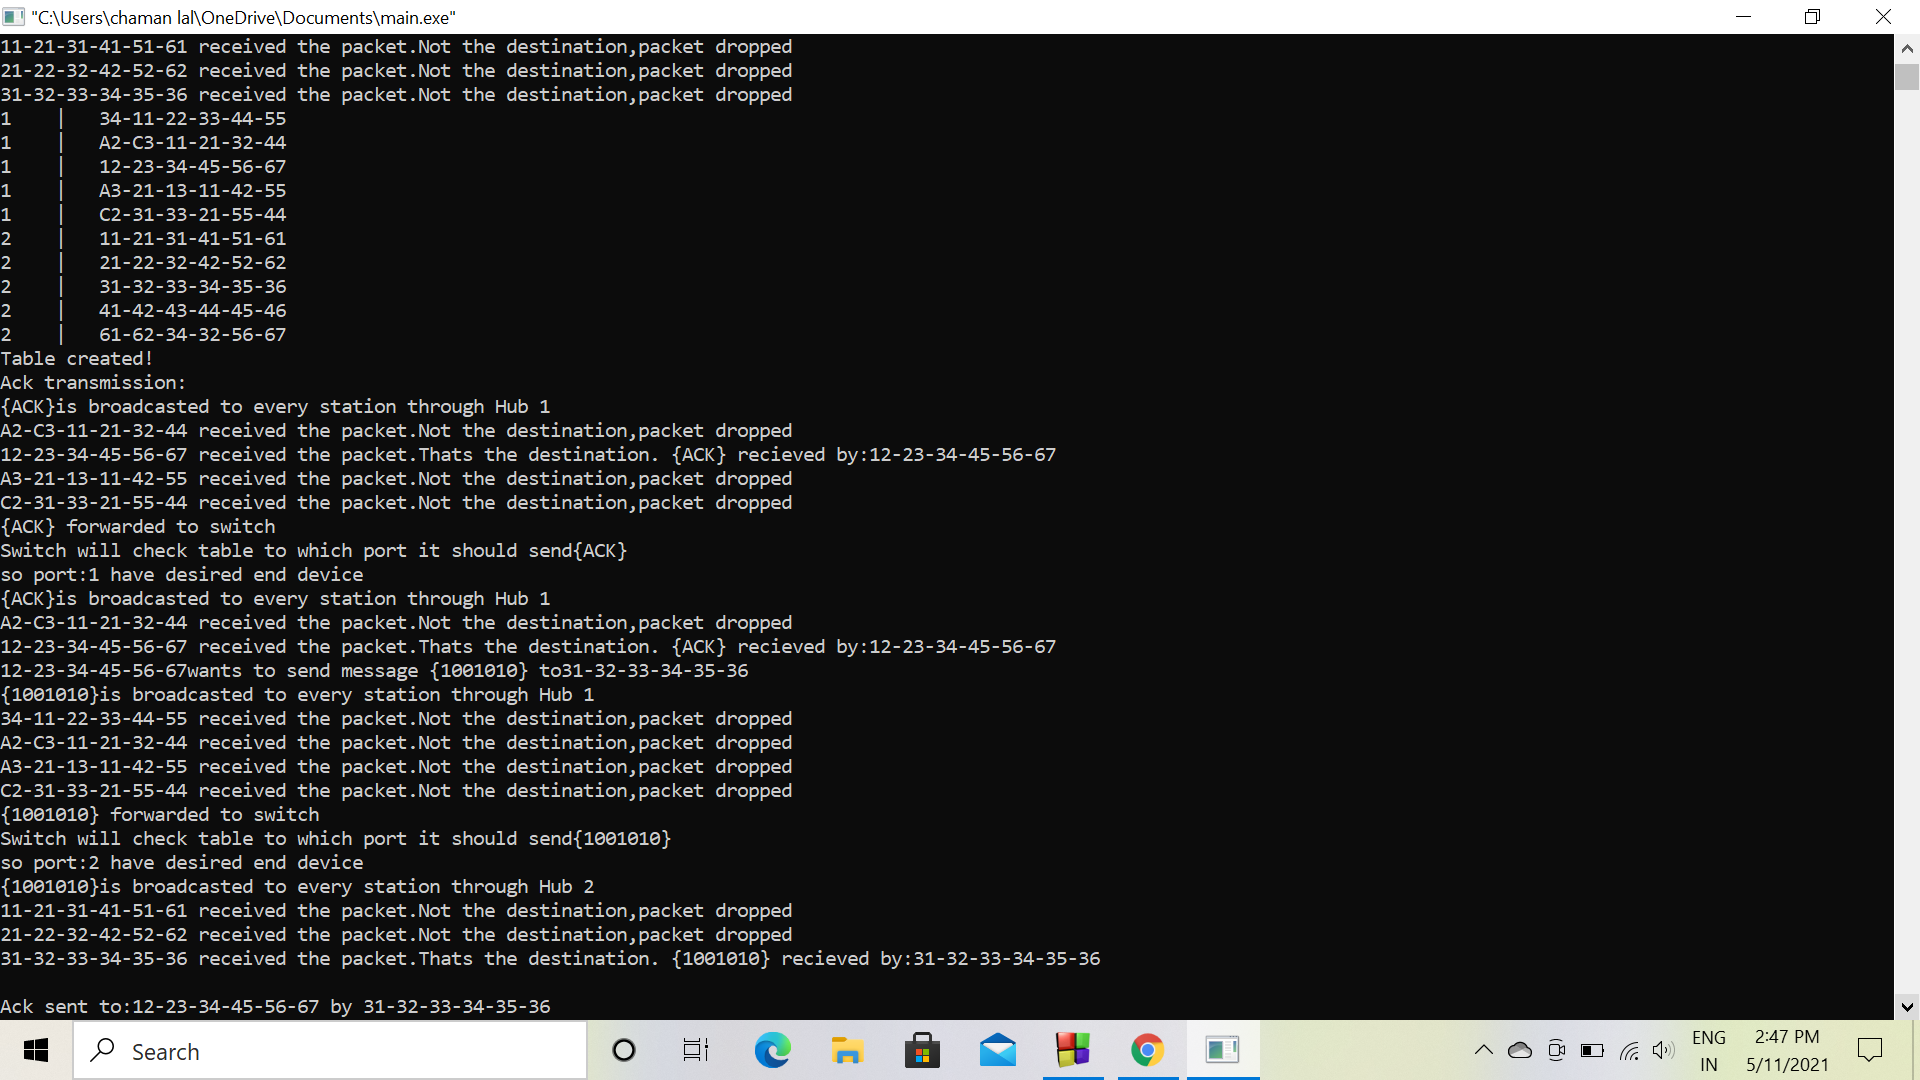 "C:\Users\chaman lal\OneDrive\Documents\main.exe"
11-21-31-41-51-61 received the packet.Not the destination,packet dropped
21-22-32-42-52-62 received the packet.Not the destination,packet dropped
31-32-33-34-35-36 received the packet.Not the destination,packet dropped
1 | 34-11-22-33-44-55
1 | A2-C3-11-21-32-44
1 | 12-23-34-45-56-67
1 | A3-21-13-11-42-55
1 | C2-31-33-21-55-44
2 | 11-21-31-41-51-61
2 | 21-22-32-42-52-62
2 | 31-32-33-34-35-36
2 | 41-42-43-44-45-46
2 | 61-62-34-32-56-67
Table created!
Ack transmission:
{ACK}is broadcasted to every station through Hub 1
A2-C3-11-21-32-44 received the packet.Not the destination,packet dropped
12-23-34-45-56-67 received the packet.Thats the destination. {ACK} recieved by:12-23-34-45-56-67
A3-21-13-11-42-55 received the packet.Not the destination,packet dropped
C2-31-33-21-55-44 received the packet.Not the destination,packet dropped
{ACK} forwarded to switch
Switch will check table to which port it should send{ACK}
so port:1 have desired end device
{ACK}is broadcasted to every station through Hub 1
A2-C3-11-21-32-44 received the packet.Not the destination,packet dropped
12-23-34-45-56-67 received the packet.Thats the destination. {ACK} recieved by:12-23-34-45-56-67
12-23-34-45-56-67wants to send message {1001010} to31-32-33-34-35-36
{1001010}is broadcasted to every station through Hub 1
34-11-22-33-44-55 received the packet.Not the destination,packet dropped
A2-C3-11-21-32-44 received the packet.Not the destination,packet dropped
A3-21-13-11-42-55 received the packet.Not the destination,packet dropped
C2-31-33-21-55-44 received the packet.Not the destination,packet dropped
{1001010} forwarded to switch
Switch will check table to which port it should send{1001010}
so port:2 have desired end device
{1001010}is broadcasted to every station through Hub 2
11-21-31-41-51-61 received the packet.Not the destination,packet dropped
21-22-32-42-52-62 received the packet.Not the destination,packet dropped
31-32-33-34-35-36 received the packet.Thats the destination. {1001010} recieved by:31-32-33-34-35-36
Ack sent to:12-23-34-45-56-67 by 31-32-33-34-35-36
Search
ENG
IN
2:47 PM
5/11/2021